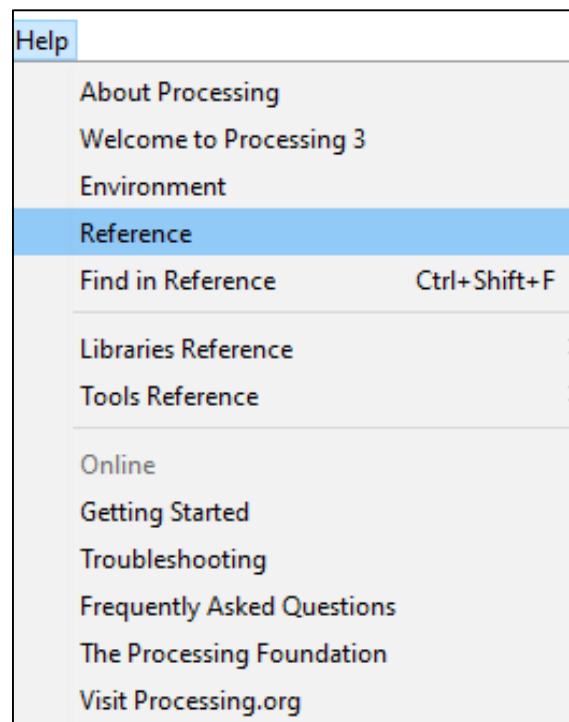 Help
About Processing
Welcome to Processing 3
Environment
Reference
Find in Reference Ctrl+Shift+F
Libraries Reference
Tools Reference
Online
Getting Started
Troubleshooting
Frequently Asked Questions
The Processing Foundation
Visit Processing.org